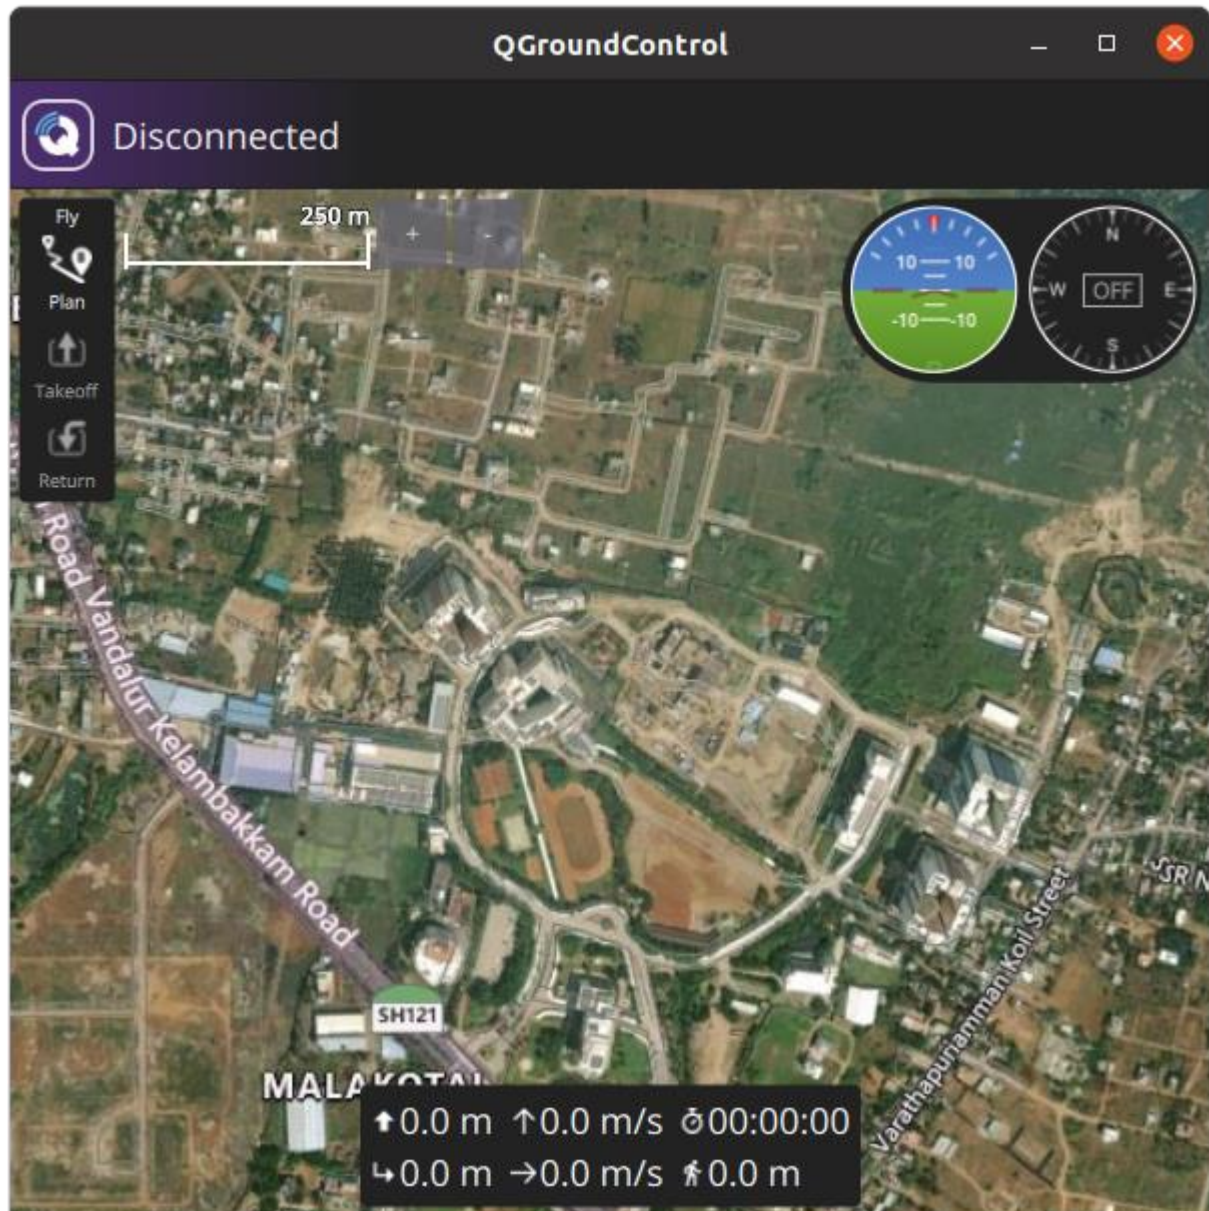 QGroundControl
Disconnected
Fly
250 m
+
-
Plan
Takeoff
Return
10 10
-10 -10
N
W OFF E
S
Road Vandalur Kelambakkam Road
SSR N
Varathapuriamman Koil Street
SH121
MALAKOTAI
0.0 m 0.0 m/s 00:00:00
0.0 m 0.0 m/s 0.0 m